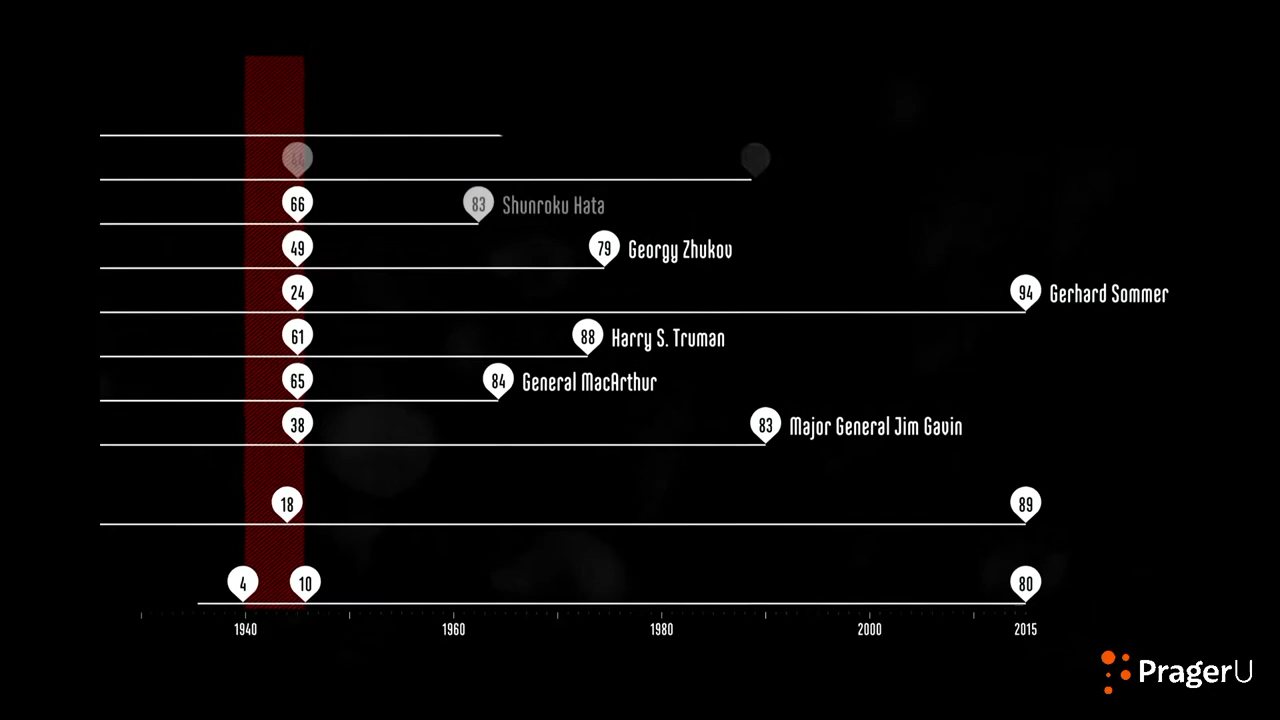 44
66 83 Shunroku Hata
49 79 Georgy Zhukov
24 94 Gerhard Sommer
61 88 Harry S. Truman
65 84 General MacArthur
38 83 Major General Jim Gavin
18 89
4 10 80
1940 1960 1980 2000 2015
PragerU